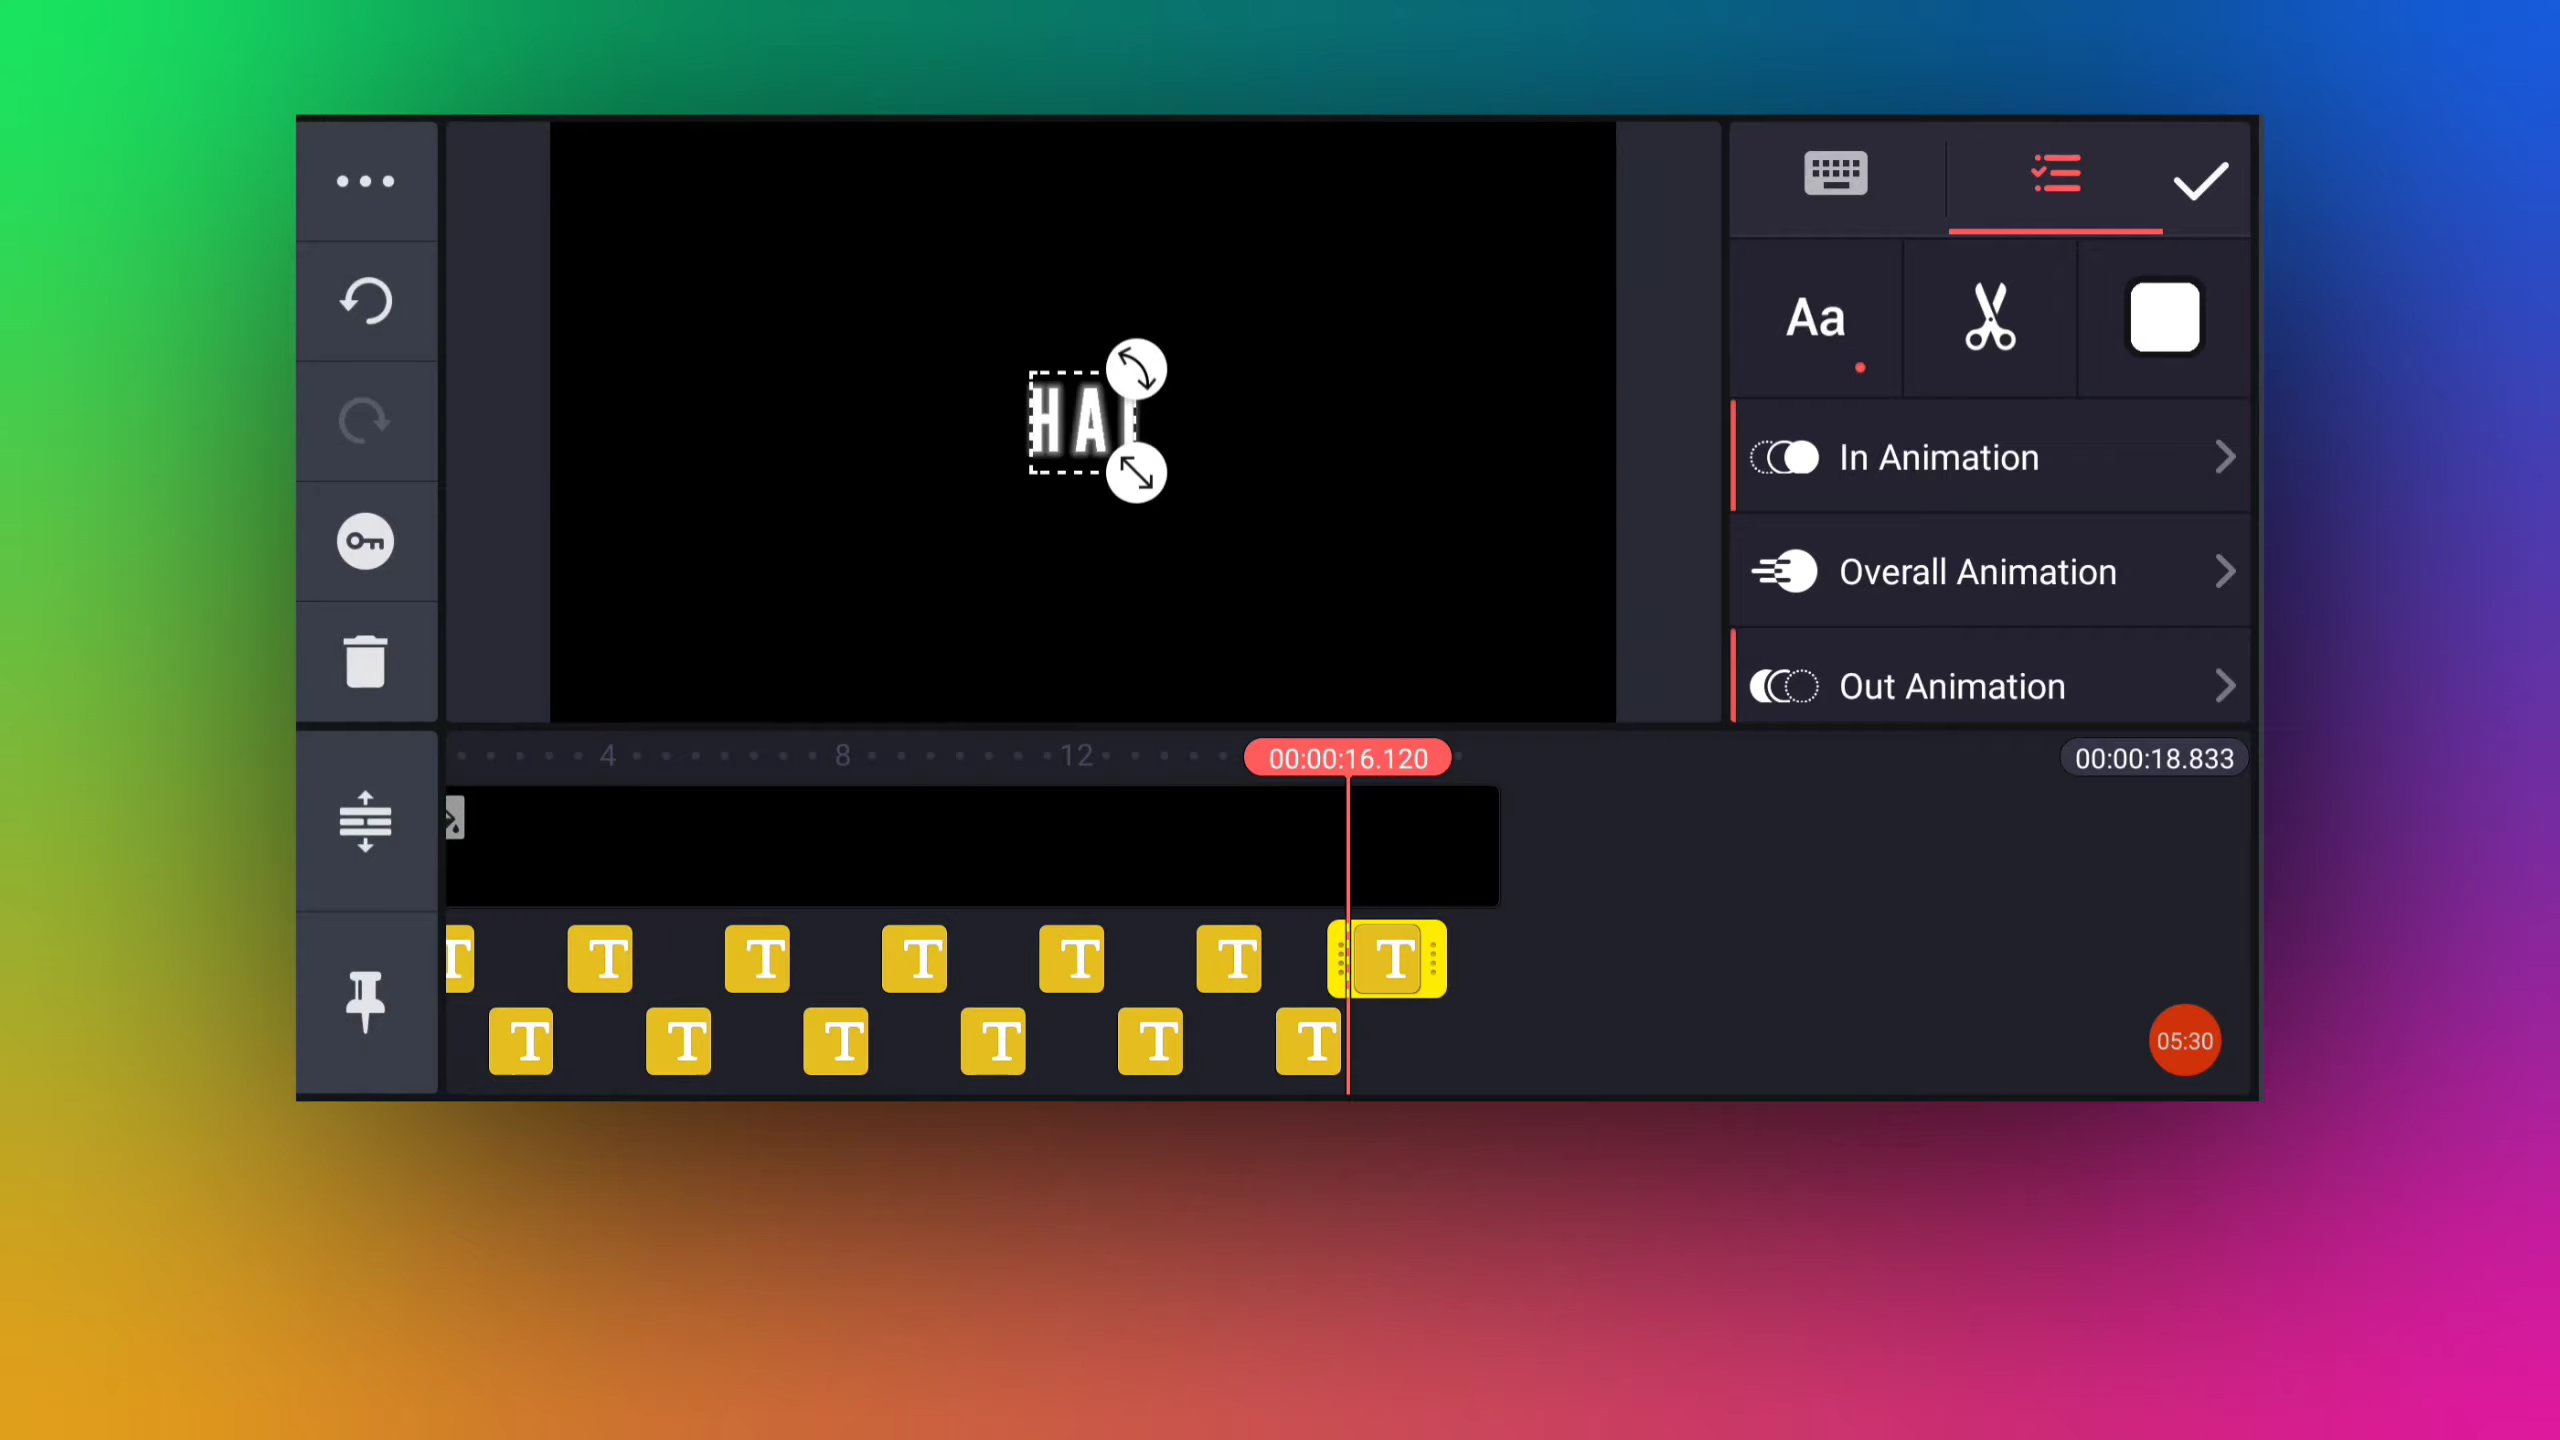 HAI
Aa
In Animation
Overall Animation
Out Animation
4 8 12 00:00:16.120 00:00:18.833
T T T T T T T
T T T T T T
05:30